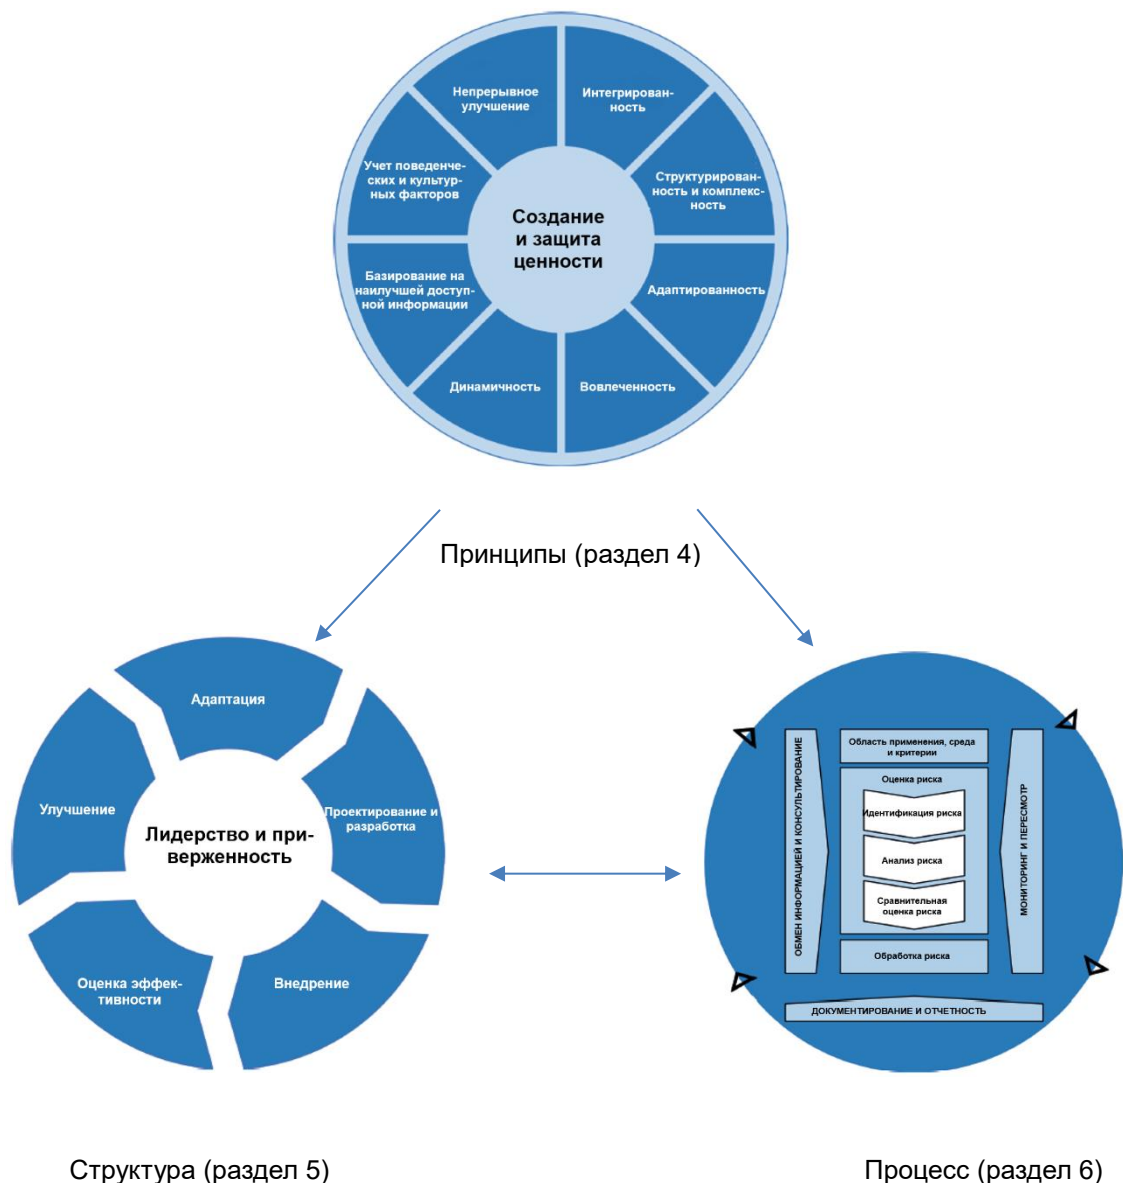 Непрерывное
улучшение
Интегрирован-
ность
Учет поведенче-
ских и культур-
ных факторов
Структурирован-
ность и комплекс-
ность
Создание
и защита
ценности
Базирование на
наилучшей доступ-
ной информации
Адаптированность
Динамичность
Вовлеченность
Принципы (раздел 4)
Адаптация
Улучшение
Проектирование и
разработка
Лидерство и при-
верженность
Оценка эффек-
тивности
Внедрение
ОБМЕН ИНФОРМАЦИЕЙ И КОНСУЛЬТИРОВАНИЕ
Область применения, среда
и критерии
Оценка риска
Идентификация риска
Анализ риска
Сравнительная
оценка риска
Обработка риска
МОНИТОРИНГ И ПЕРЕСМОТР
ДОКУМЕНТИРОВАНИЕ И ОТЧЕТНОСТЬ
Структура (раздел 5)
Процесс (раздел 6)